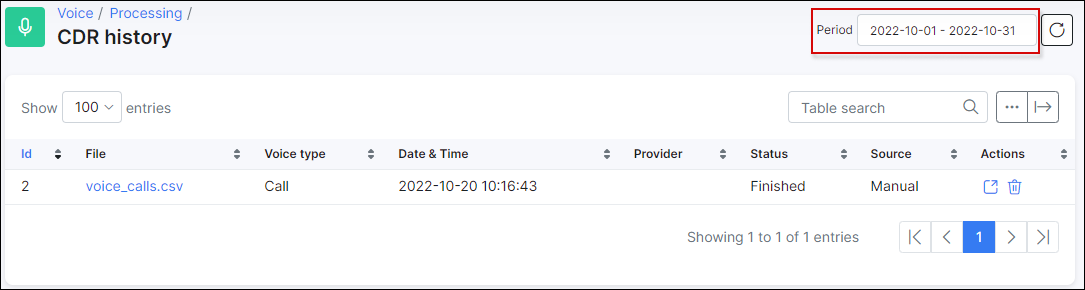 Voice / Processing /
CDR history
Period 2022-10-01 - 2022-10-31
Show 100 entries
Table search
Id File Voice type Date & Time Provider Status Source Actions
2 voice_calls.csv Call 2022-10-20 10:16:43 Finished Manual
Showing 1 to 1 of 1 entries
1